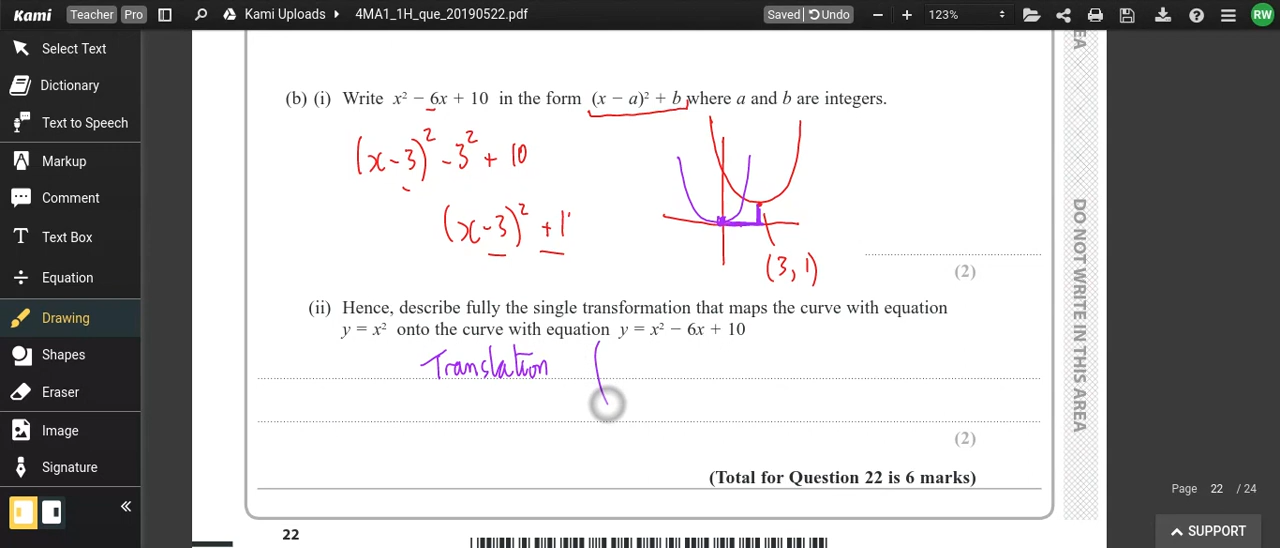 Kami Teacher Pro Kami Uploads 4MA1_1H_que_20190522.pdf Saved Undo 123% RW
Select Text
Dictionary
Text to Speech
Markup
Comment
Text Box
Equation
Drawing
Shapes
Eraser
Image
Signature
EA
(b) (i) Write x² − 6x + 10 in the form (x − a)² + b where a and b are integers.
(x-3)² -3² + 10
(x-3)² +1
(3, 1)
(2)
(ii) Hence, describe fully the single transformation that maps the curve with equation
y = x² onto the curve with equation y = x² − 6x + 10
Translation (
(2)
(Total for Question 22 is 6 marks)
22
DO NOT WRITE IN THIS AREA
Page 22 / 24
SUPPORT